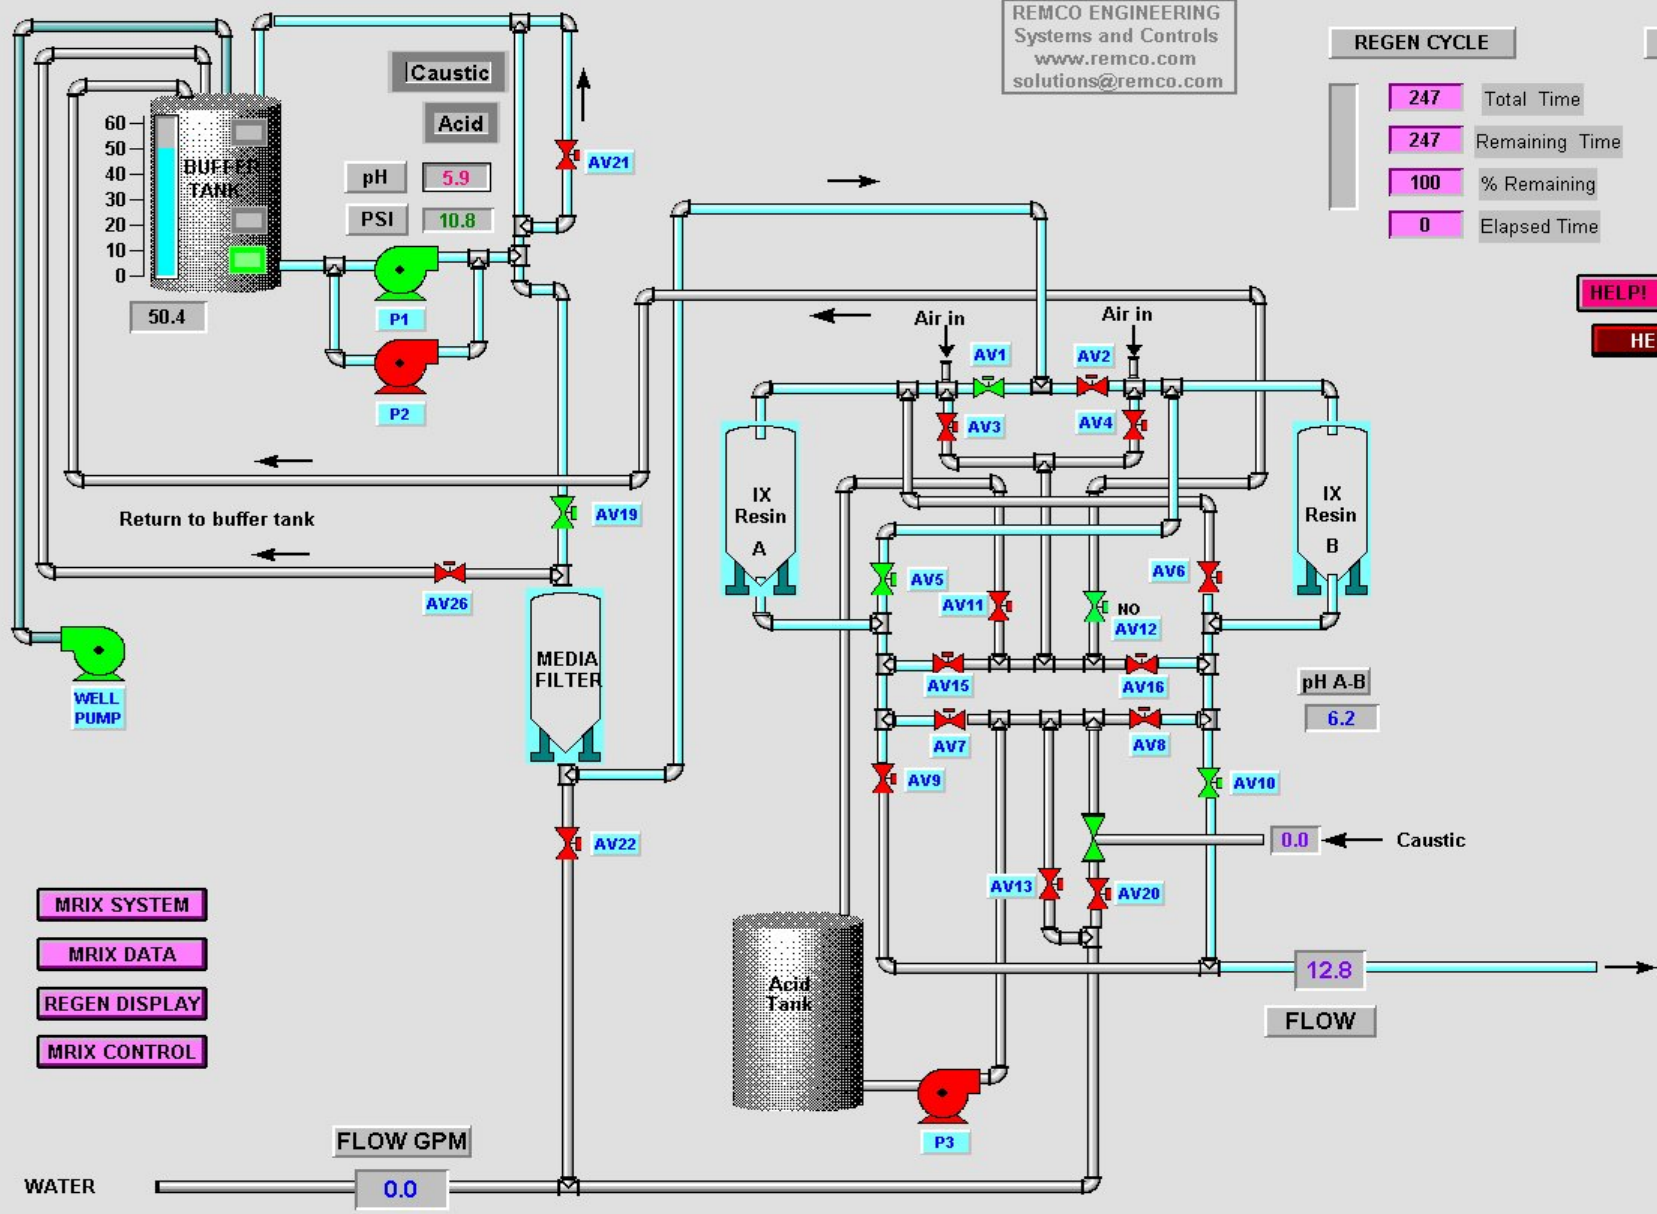 REMCO ENGINEERING
Systems and Controls
www.remco.com
solutions@remco.com
REGEN CYCLE
247 Total Time
247 Remaining Time
100 % Remaining
0 Elapsed Time
HELP!
HE
Caustic
Acid
pH 5.9
PSI 10.8
AV21
60
50
40
30
20
10
0
BUFFER
TANK
50.4
P1
P2
Air in
Air in
AV1
AV2
AV3
AV4
IX
Resin
A
IX
Resin
B
Return to buffer tank
AV19
AV26
AV5
AV6
AV11
NO
AV12
WELL
PUMP
MEDIA
FILTER
AV15
AV16
pH A-B
6.2
AV7
AV8
AV9
AV10
AV22
0.0
Caustic
AV13
AV20
MRIX SYSTEM
MRIX DATA
REGEN DISPLAY
MRIX CONTROL
Acid
Tank
12.8
FLOW
P3
FLOW GPM
WATER
0.0